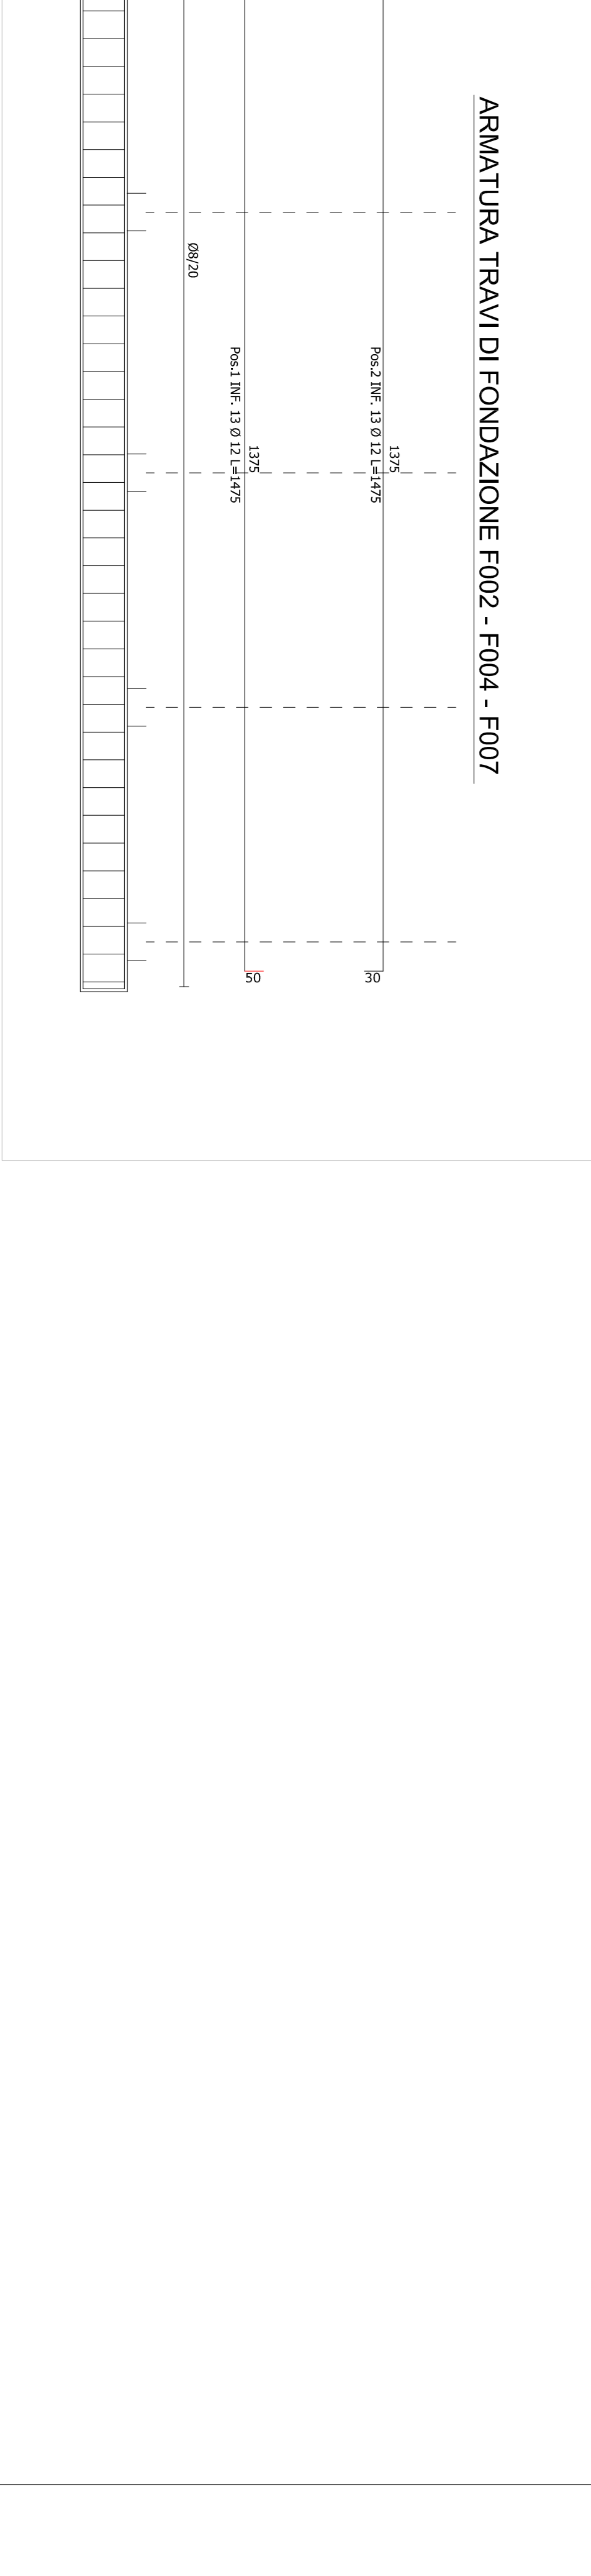 ARMATURA TRAVI DI FONDAZIONE F002 - F004 - F007
1375
Pos.2 INF. 13 Ø 12 L=1475
30
1375
Pos.1 INF. 13 Ø 12 L=1475
50
Ø8/20